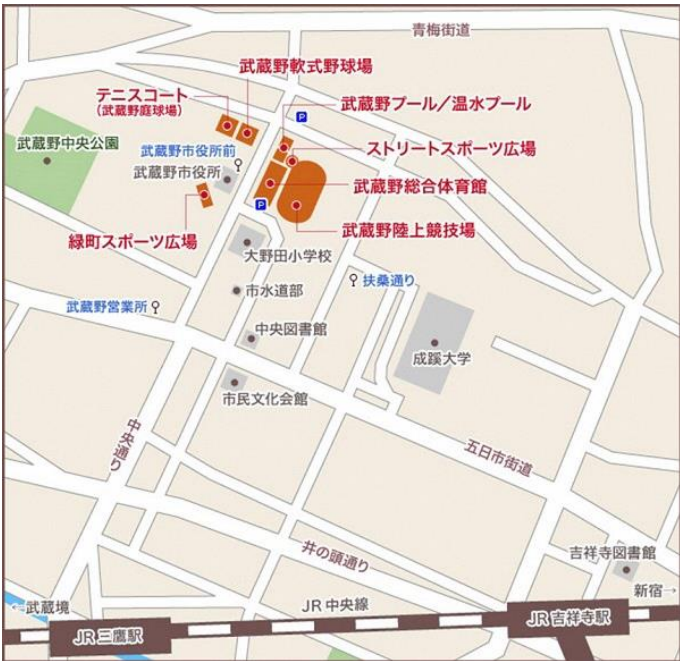 青梅街道
武蔵野軟式野球場
テニスコート
(武蔵野庭球場)
武蔵野プール／温水プール
P
武蔵野中央公園
武蔵野市役所前
ストリートスポーツ広場
武蔵野市役所
武蔵野総合体育館
P
緑町スポーツ広場
武蔵野陸上競技場
大野田小学校
扶桑通り
市水道部
武蔵野営業所
中央図書館
成蹊大学
市民文化会館
中央通り
五日市街道
井の頭通り
吉祥寺図書館
新宿→
←武蔵境
JR 中央線
JR 吉祥寺駅
JR 三鷹駅